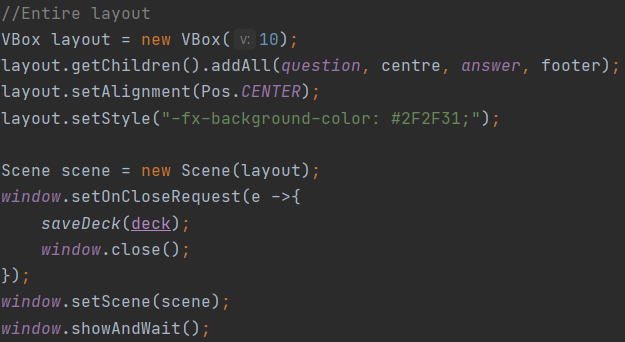 //Entire layout
VBox layout = new VBox( v: 10);
layout.getChildren().addAll(question, centre, answer, footer);
layout.setAlignment(Pos.CENTER);
layout.setStyle("-fx-background-color: #2F2F31;");
Scene scene = new Scene(layout);
window.setOnCloseRequest(e ->{
saveDeck(deck);
window.close();
});
window.setScene(scene);
window.showAndWait();